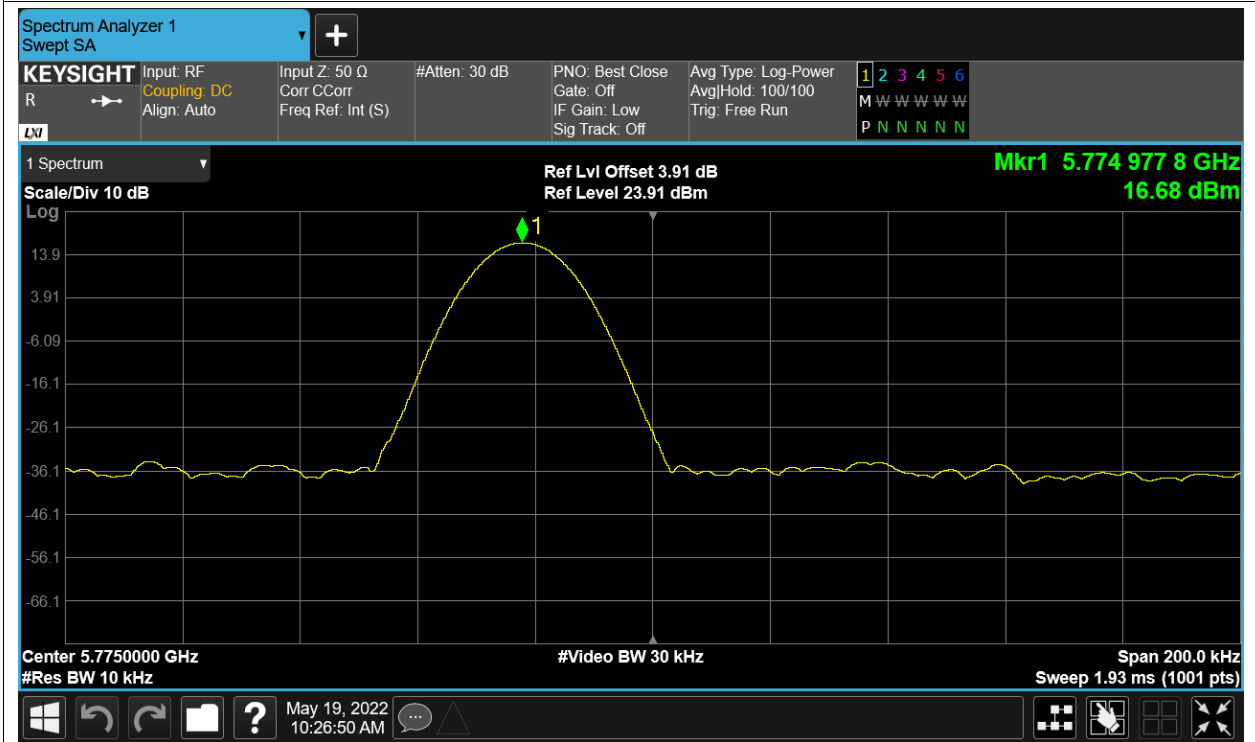 Spectrum Analyzer 1
Swept SA
KEYSIGHT
R
LXI
Input: RF
Coupling: DC
Align: Auto
Input Z: 50 Ω
Corr CCorr
Freq Ref: Int (S)
#Atten: 30 dB
PNO: Best Close
Gate: Off
IF Gain: Low
Sig Track: Off
Avg Type: Log-Power
Avg|Hold: 100/100
Trig: Free Run
1 2 3 4 5 6
M W W W W W
P N N N N N
1 Spectrum
Scale/Div 10 dB
Ref Lvl Offset 3.91 dB
Ref Level 23.91 dBm
Mkr1 5.774 977 8 GHz
16.68 dBm
Log
1
13.9
3.91
-6.09
-16.1
-26.1
-36.1
-46.1
-56.1
-66.1
Center 5.7750000 GHz
#Res BW 10 kHz
#Video BW 30 kHz
Span 200.0 kHz
Sweep 1.93 ms (1001 pts)
?
May 19, 2022
10:26:50 AM